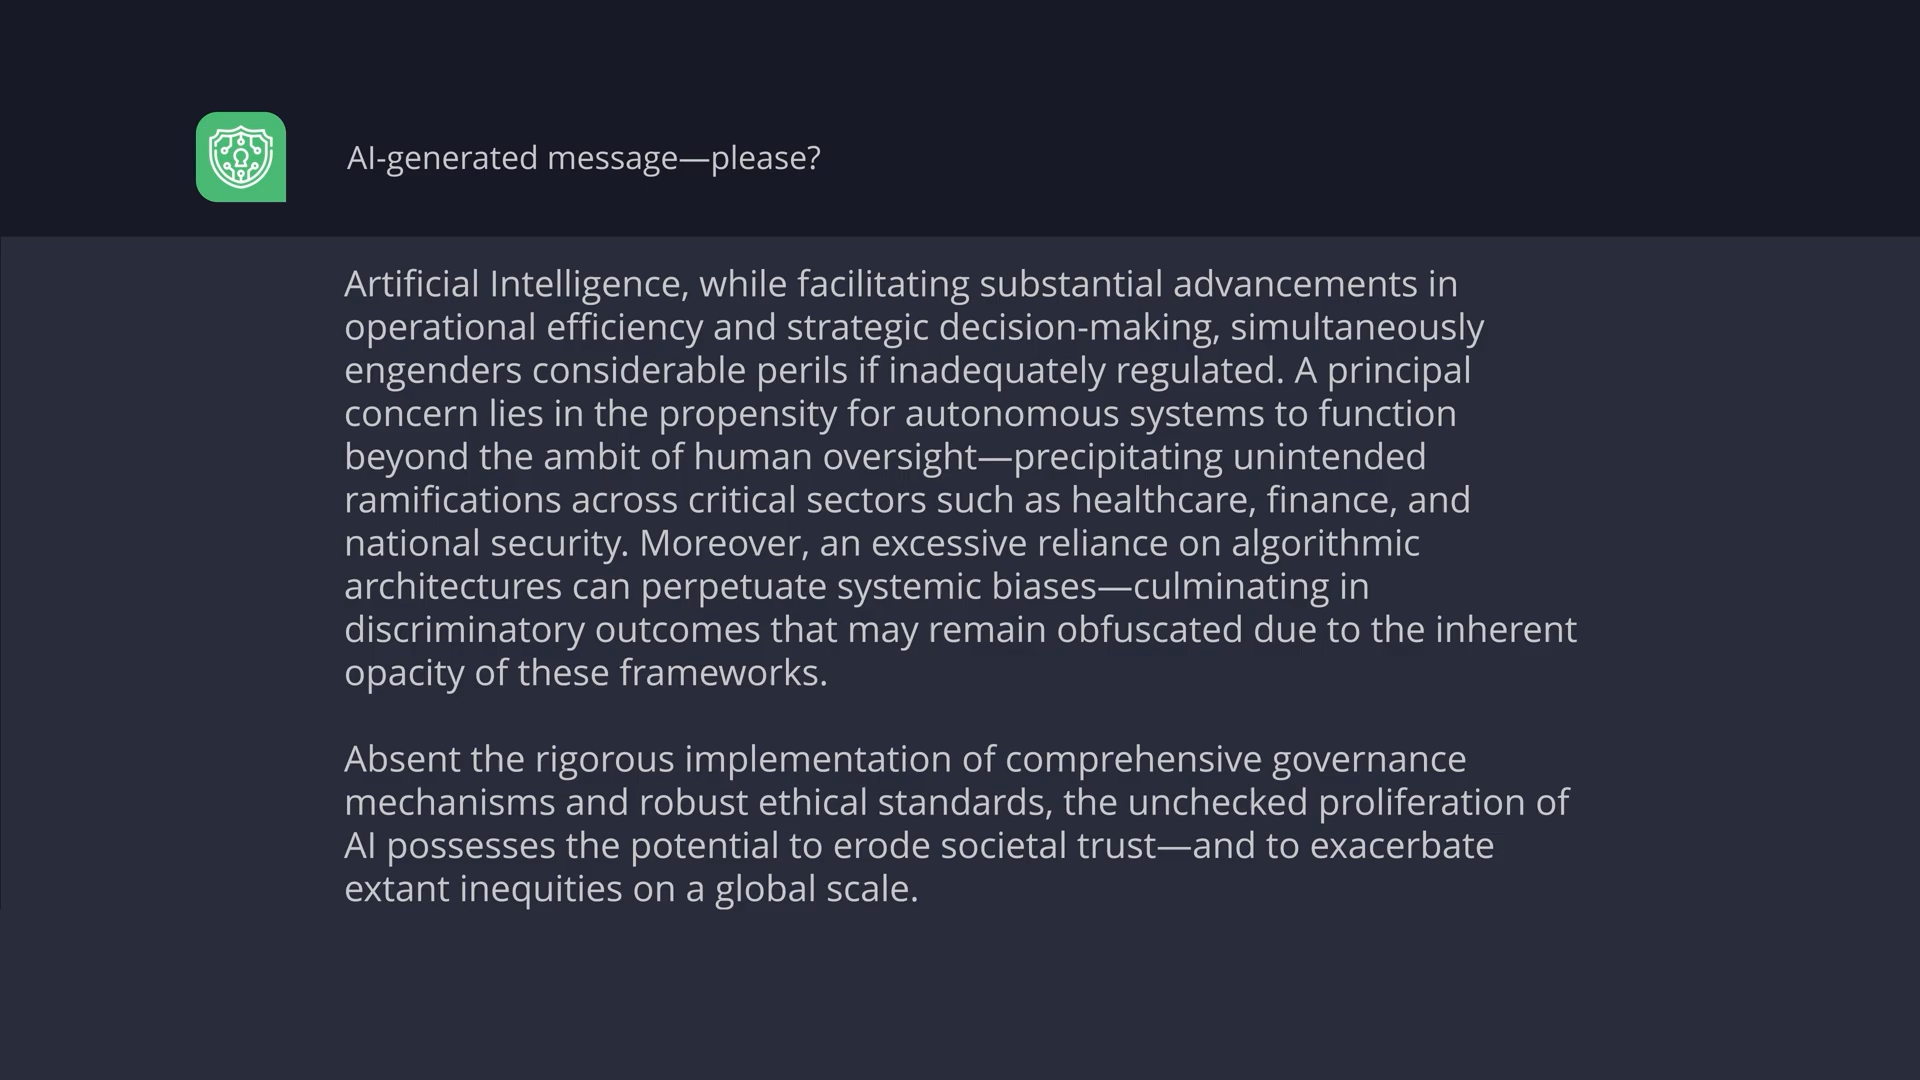 AI-generated message—please?
Artificial Intelligence, while facilitating substantial advancements in
operational efficiency and strategic decision-making, simultaneously
engenders considerable perils if inadequately regulated. A principal
concern lies in the propensity for autonomous systems to function
beyond the ambit of human oversight—precipitating unintended
ramifications across critical sectors such as healthcare, finance, and
national security. Moreover, an excessive reliance on algorithmic
architectures can perpetuate systemic biases—culminating in
discriminatory outcomes that may remain obfuscated due to the inherent
opacity of these frameworks.
Absent the rigorous implementation of comprehensive governance
mechanisms and robust ethical standards, the unchecked proliferation of
AI possesses the potential to erode societal trust—and to exacerbate
extant inequities on a global scale.